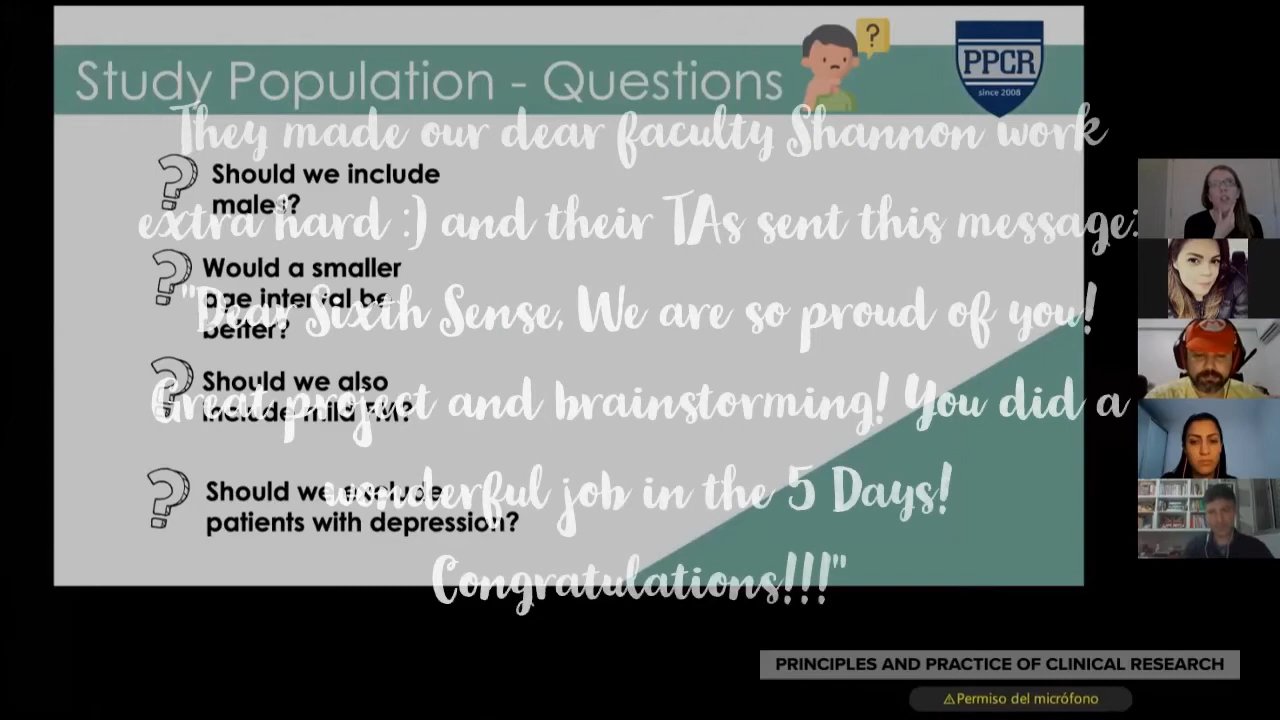 Study Population - Questions
?
PPCR
since 2008
They made our dear faculty Shannon work
extra hard :) and their TAs sent this message:
"Dear Sixth Sense, We are so proud of you!
Great project and brainstorming! You did a
wonderful job in the 5 Days!
Congratulations!!!"
Should we include
males?
Would a smaller
age interval be
better?
Should we also
include mild FM?
Should we exclude
patients with depression?
PRINCIPLES AND PRACTICE OF CLINICAL RESEARCH
⚠Permiso del micrófono